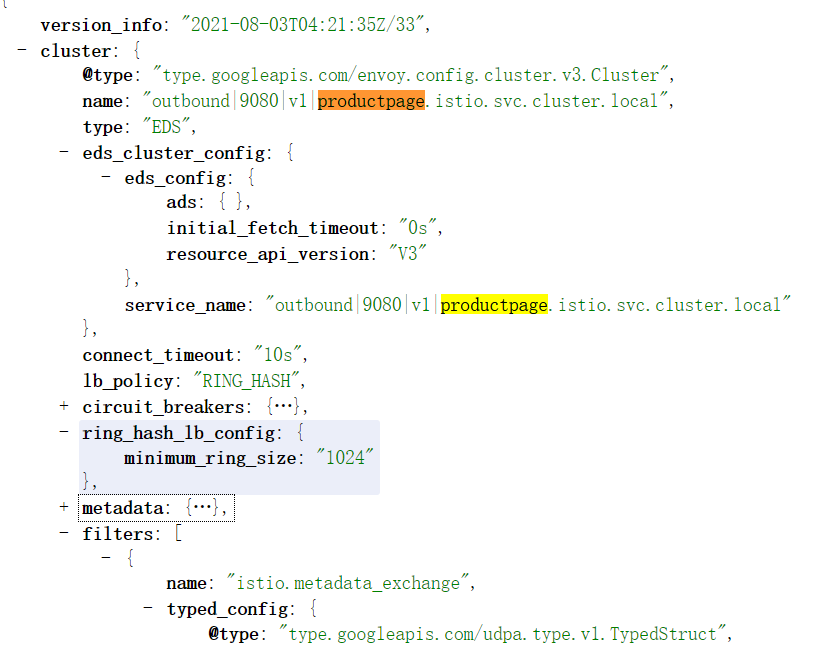 {
version_info: "2021-08-03T04:21:35Z/33",
- cluster: {
@type: "type.googleapis.com/envoy.config.cluster.v3.Cluster",
name: "outbound|9080|v1|productpage.istio.svc.cluster.local",
type: "EDS",
- eds_cluster_config: {
- eds_config: {
ads: { },
initial_fetch_timeout: "0s",
resource_api_version: "V3"
},
service_name: "outbound|9080|v1|productpage.istio.svc.cluster.local"
},
connect_timeout: "10s",
lb_policy: "RING_HASH",
+ circuit_breakers: {…},
- ring_hash_lb_config: {
minimum_ring_size: "1024"
},
+ metadata: {…},
- filters: [
- {
name: "istio.metadata_exchange",
- typed_config: {
@type: "type.googleapis.com/udpa.type.v1.TypedStruct",